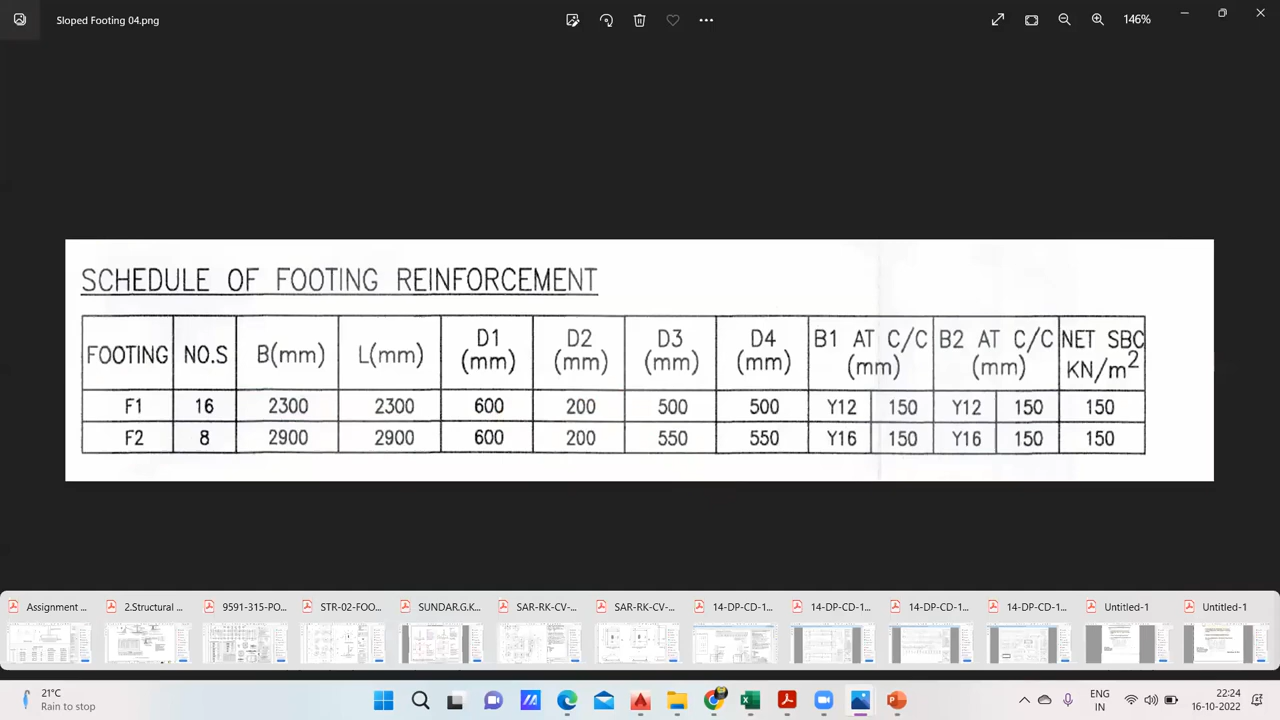 Sloped Footing 04.png
146%
SCHEDULE OF FOOTING REINFORCEMENT
FOOTING NO.S B(mm) L(mm) D1 (mm) D2 (mm) D3 (mm) D4 (mm) B1 AT C/C (mm) B2 AT C/C (mm) NET SBC KN/m²
F1 16 2300 2300 600 200 500 500 Y12 150 Y12 150 150
F2 8 2900 2900 600 200 550 550 Y16 150 Y16 150 150
Assignment ... 2.Structural ... 9591-315-PO... STR-02-FOO... SUNDAR.G.K... SAR-RK-CV-... SAR-RK-CV-... 14-DP-CD-1... 14-DP-CD-1... 14-DP-CD-1... 14-DP-CD-1... Untitled-1 Untitled-1
21°C
Rain to stop
ENG
IN
22:24
16-10-2022